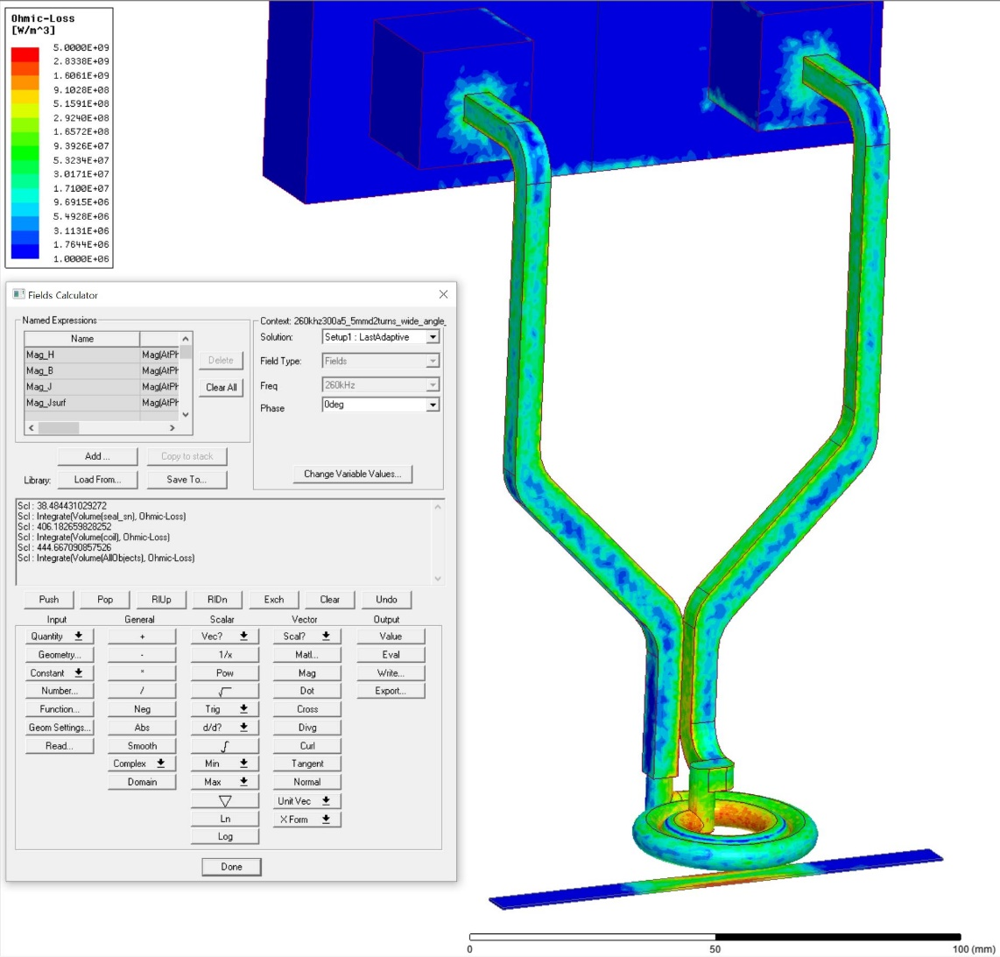 Ohmic-Loss
[W/m^3]
5.0000E+09
2.8338E+09
1.6061E+09
9.1028E+08
5.1591E+08
2.9240E+08
1.6572E+08
9.3926E+07
5.3234E+07
3.0171E+07
1.7100E+07
9.6915E+06
5.4928E+06
3.1131E+06
1.7644E+06
1.0000E+06
Fields Calculator
Named Expressions
Name
Mag_H Mag(AtPh
Mag_B Mag(AtPh
Mag_J Mag(AtPh
Mag_Jsurf Mag(AtPh
Delete
Clear All
Context: 260khz300a5_5mmd2turns_wide_angle_
Solution: Setup1 : LastAdaptive
Field Type: Fields
Freq 260kHz
Phase 0deg
Add ... Copy to stack
Library: Load From... Save To...
Change Variable Values...
Scl : 38.484431029272
Scl : Integrate(Volume(seal_sn), Ohmic-Loss)
Scl : 406.182659828252
Scl : Integrate(Volume(coil), Ohmic-Loss)
Scl : 444.667090857526
Scl : Integrate(Volume(AllObjects), Ohmic-Loss)
Push Pop RlUp RlDn Exch Clear Undo
Input General Scalar Vector Output
Quantity + Vec? Scal? Value
Geometry... - 1/x Matl... Eval
Constant * Pow Mag Write...
Number... / √ Dot Export...
Function... Neg Trig Cross
Geom Settings... Abs d/d? Divg
Read... Smooth ∫ Curl
Complex Min Tangent
Domain Max Normal
▽ Unit Vec
Ln X Form
Log
Done
0 50 100 (mm)